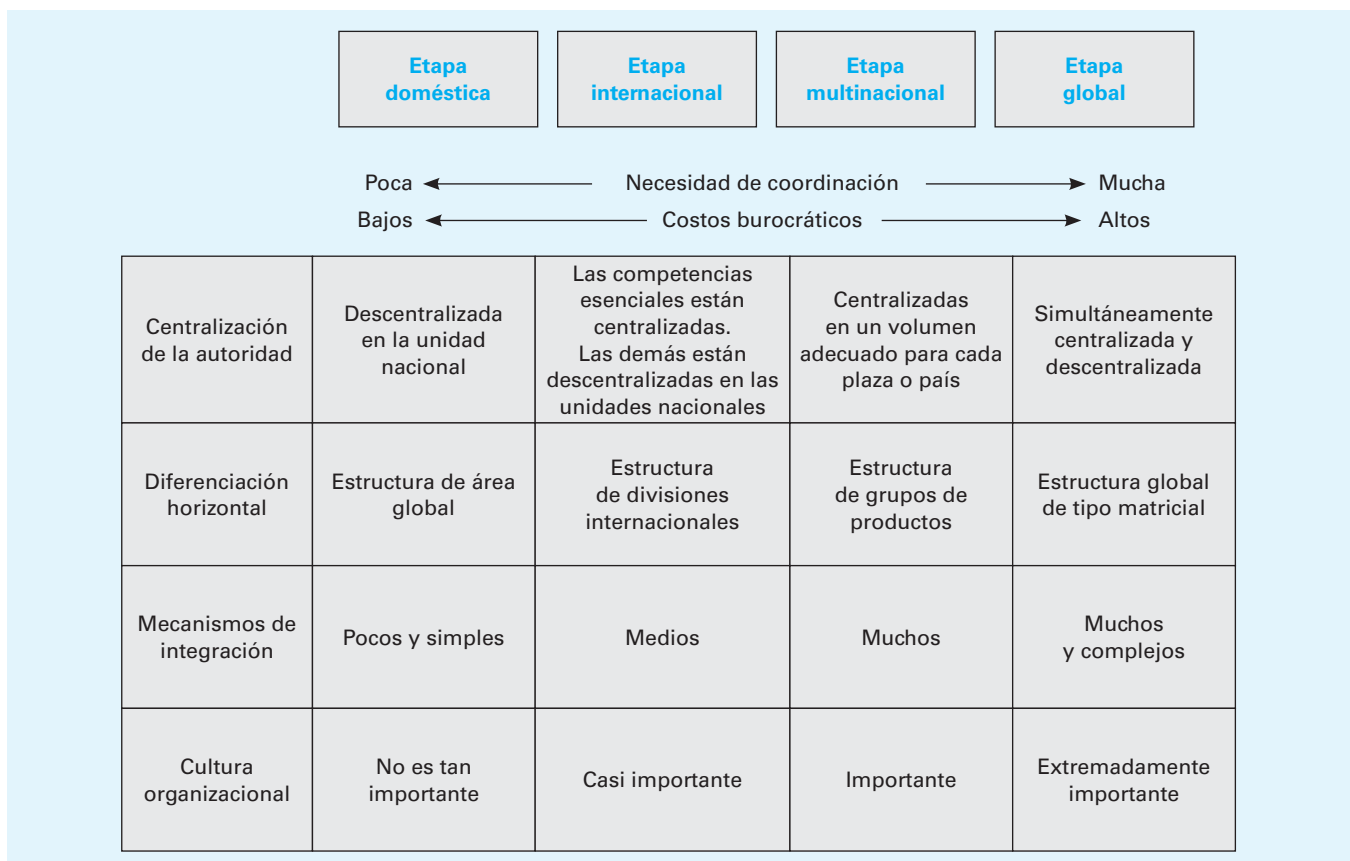 Etapa
doméstica
Etapa
internacional
Etapa
multinacional
Etapa
global
Poca
Necesidad de coordinación
Mucha
Bajos
Costos burocráticos
Altos
Centralización
de la autoridad
Descentralizada
en la unidad
nacional
Las competencias
esenciales están
centralizadas.
Las demás están
descentralizadas en las
unidades nacionales
Centralizadas
en un volumen
adecuado para cada
plaza o país
Simultáneamente
centralizada y
descentralizada
Diferenciación
horizontal
Estructura de área
global
Estructura
de divisiones
internacionales
Estructura
de grupos de
productos
Estructura global
de tipo matricial
Mecanismos de
integración
Pocos y simples
Medios
Muchos
Muchos
y complejos
Cultura
organizacional
No es tan
importante
Casi importante
Importante
Extremadamente
importante